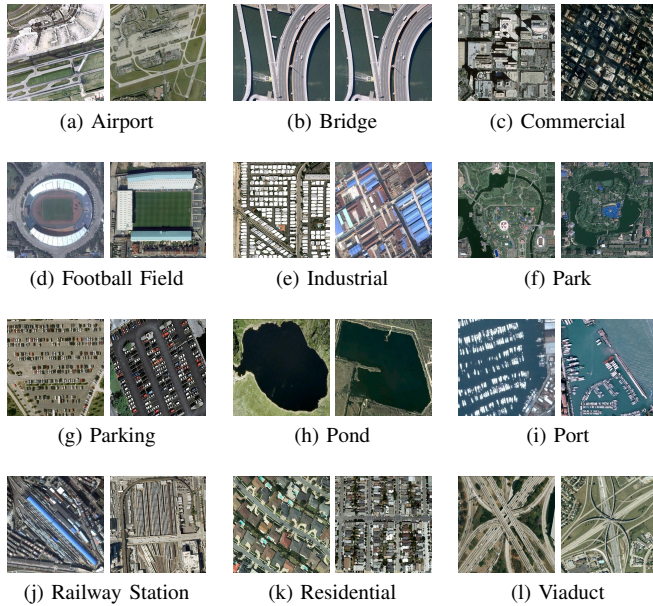 (a) Airport
(b) Bridge
(c) Commercial
(d) Football Field
(e) Industrial
(f) Park
(g) Parking
(h) Pond
(i) Port
(j) Railway Station
(k) Residential
(l) Viaduct